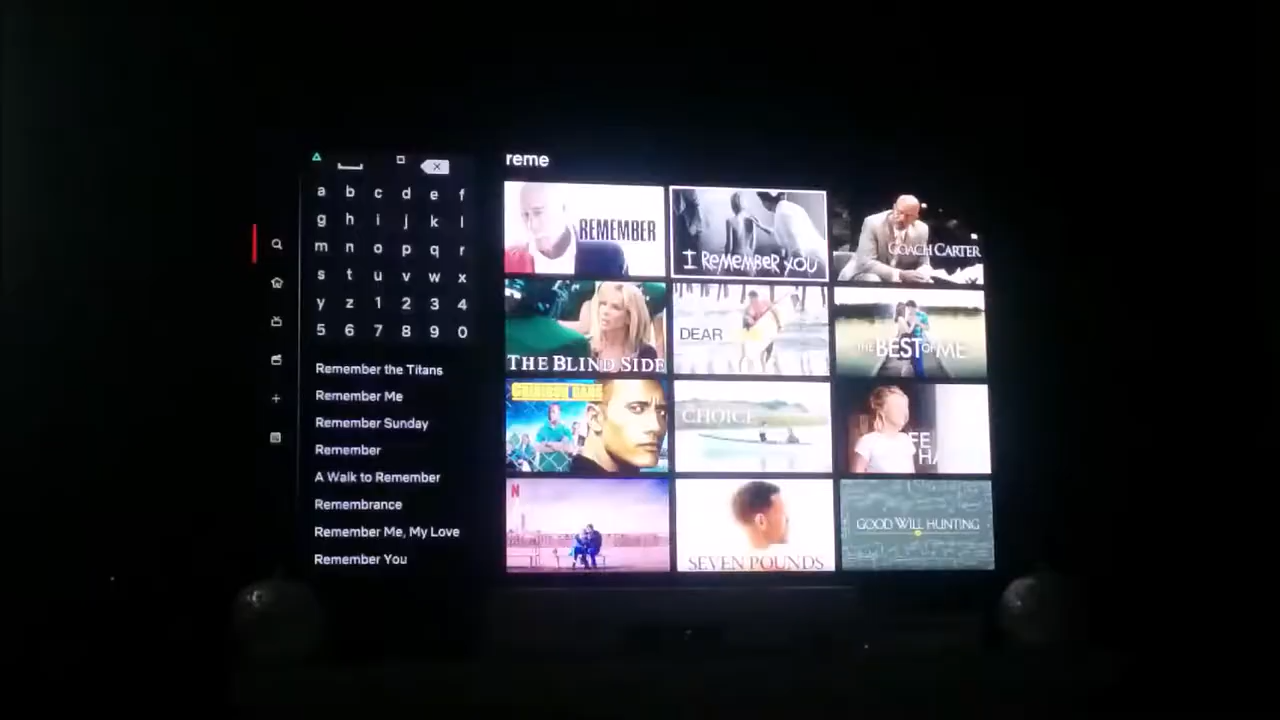 reme
a b c d e f
g h i j k l
m n o p q r
s t u v w x
y z 1 2 3 4
5 6 7 8 9 0
Remember the Titans
Remember Me
Remember Sunday
Remember
A Walk to Remember
Remembrance
Remember Me, My Love
Remember You
REMEMBER
I REMEMBER YOU
COACH CARTER
THE BLIND SIDE
DEAR
THE BEST OF ME
CHOICE
N
SEVEN POUNDS
GOOD WILL HUNTING